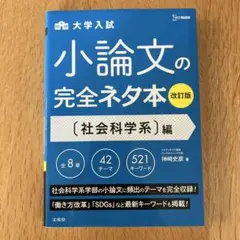 大学入試
小論文の
完全ネタ本 改訂版
〔社会科学系〕編
全8章
42テーマ
521キーワード
神崎史彦 著
社会科学系学部の小論文に頻出のテーマを完全収録!
「働き方改革」「SDGs」など最新キーワードも掲載!
文英堂